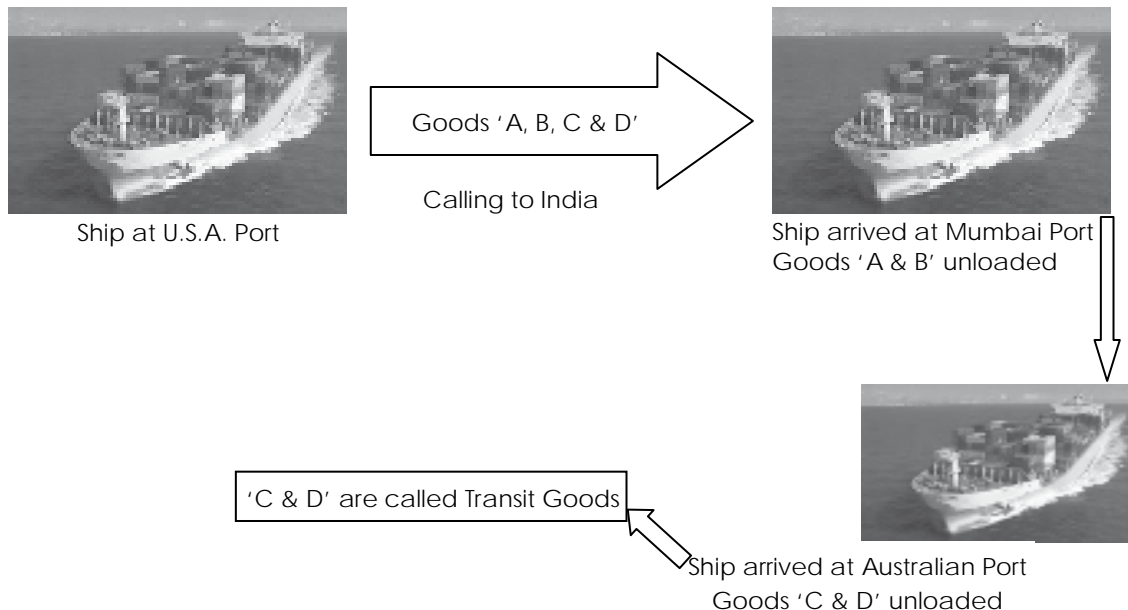 Goods ‘A, B, C & D’
Calling to India
Ship at U.S.A. Port
Ship arrived at Mumbai Port
Goods ‘A & B’ unloaded
‘C & D’ are called Transit Goods
Ship arrived at Australian Port
Goods ‘C & D’ unloaded